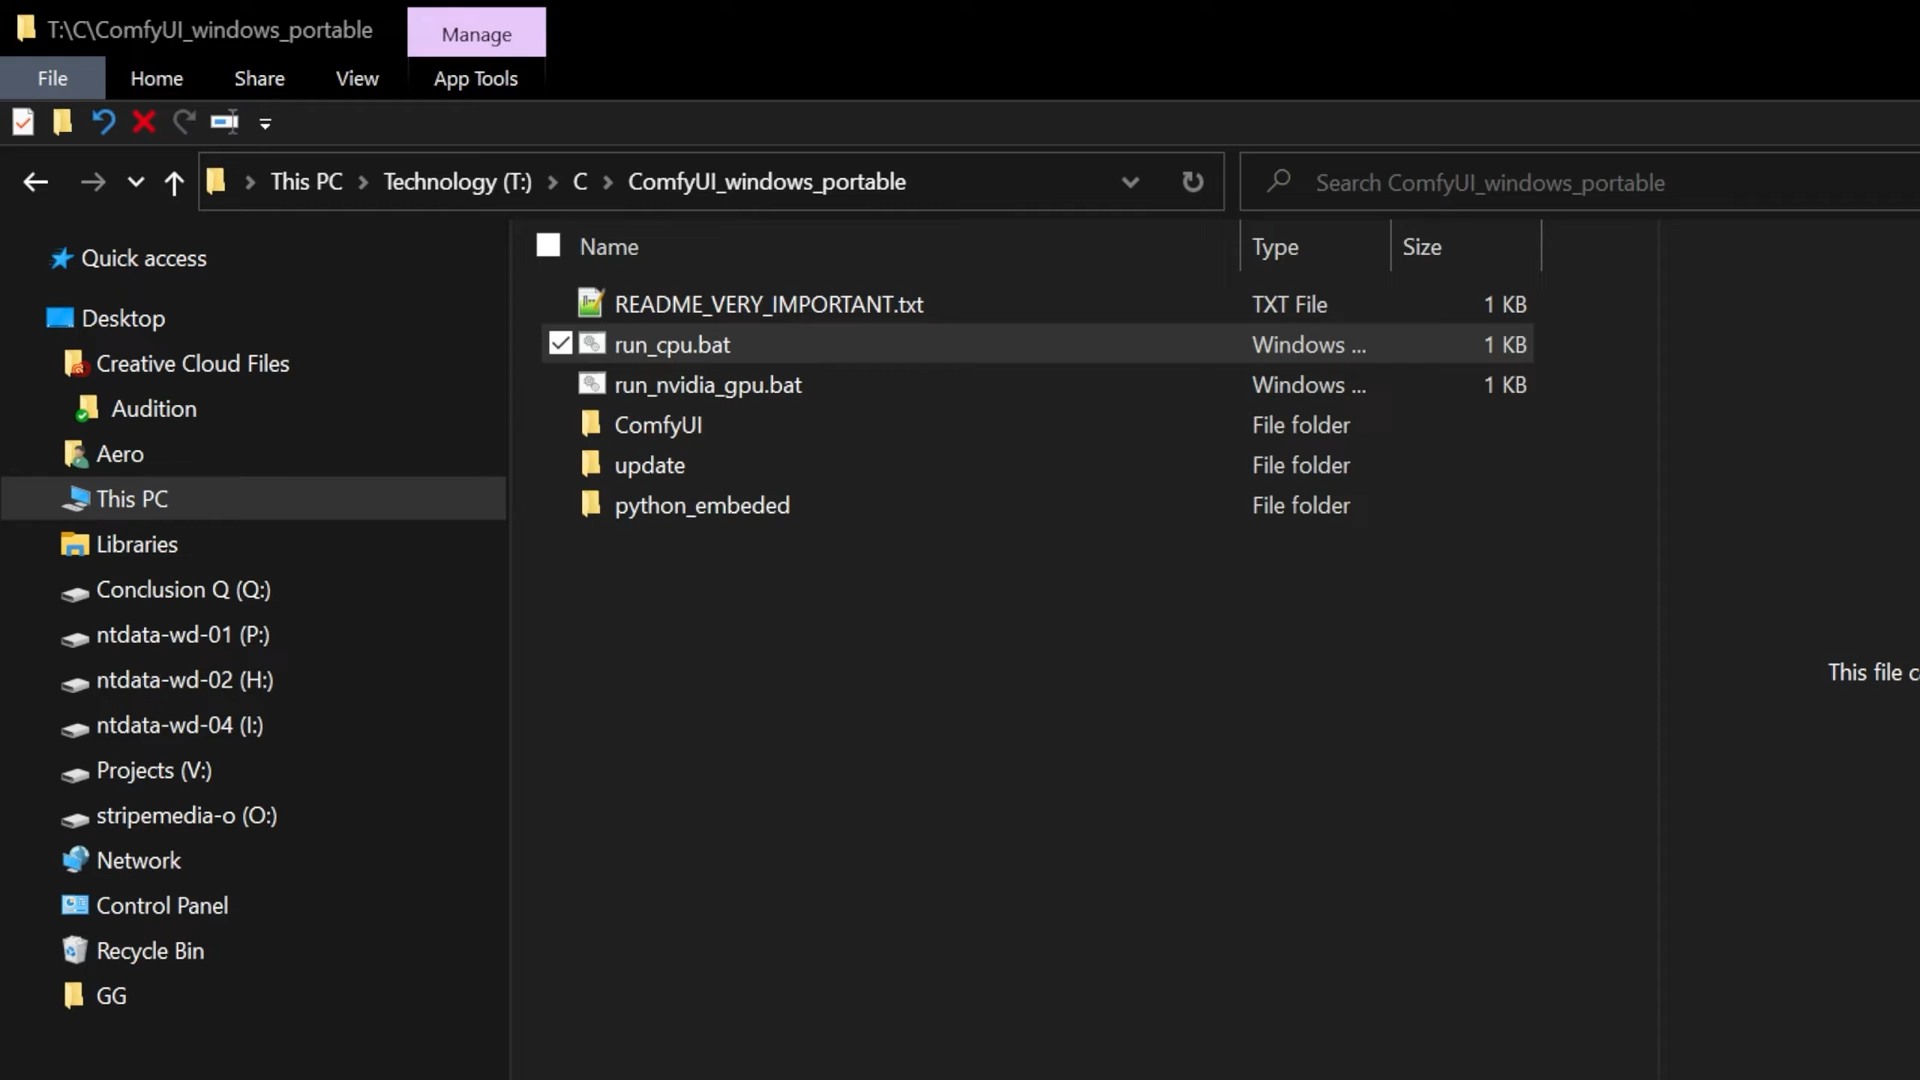 T:\C\ComfyUI_windows_portable
Manage
File Home Share View App Tools
This PC Technology (T:) C ComfyUI_windows_portable
Search ComfyUI_windows_portable
Quick access
Desktop
Creative Cloud Files
Audition
Aero
This PC
Libraries
Conclusion Q (Q:)
ntdata-wd-01 (P:)
ntdata-wd-02 (H:)
ntdata-wd-04 (I:)
Projects (V:)
stripemedia-o (O:)
Network
Control Panel
Recycle Bin
GG
Name Type Size
README_VERY_IMPORTANT.txt TXT File 1 KB
run_cpu.bat Windows ... 1 KB
run_nvidia_gpu.bat Windows ... 1 KB
ComfyUI File folder
update File folder
python_embeded File folder
This file